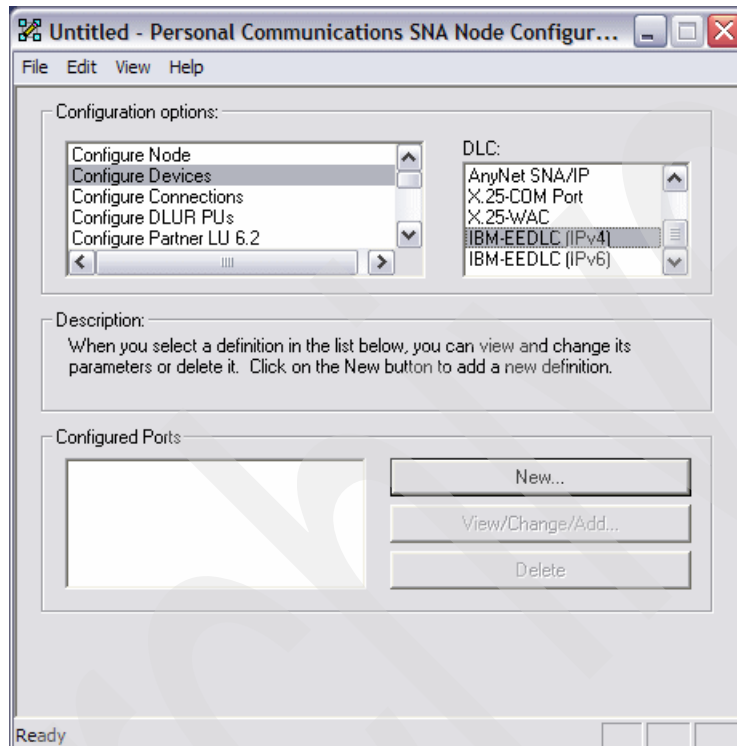 Untitled - Personal Communications SNA Node Configur...
File Edit View Help
Configuration options:
Configure Node
Configure Devices
Configure Connections
Configure DLUR PUs
Configure Partner LU 6.2
DLC:
AnyNet SNA/IP
X.25-COM Port
X.25-WAC
IBM-EEDLC (IPv4)
IBM-EEDLC (IPv6)
Description:
When you select a definition in the list below, you can view and change its
parameters or delete it. Click on the New button to add a new definition.
Configured Ports
New...
View/Change/Add...
Delete
Ready